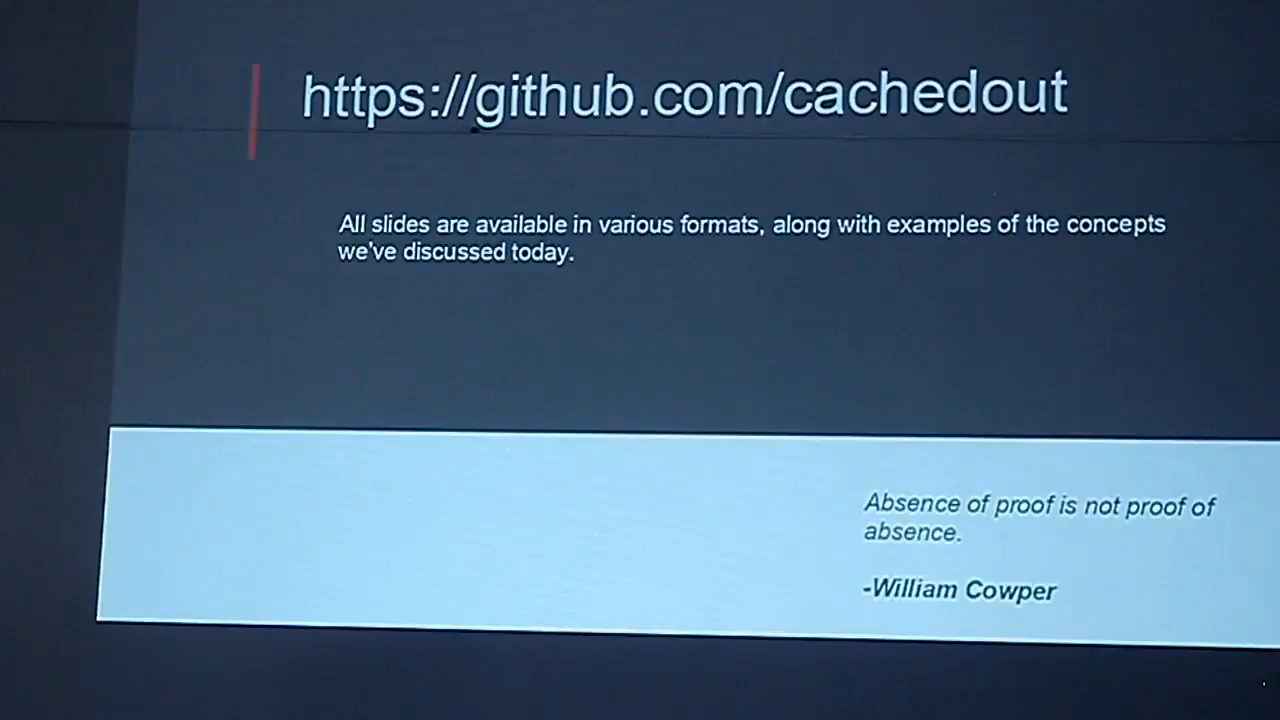 https://github.com/cachedout
All slides are available in various formats, along with examples of the concepts
we've discussed today.
Absence of proof is not proof of
absence.
-William Cowper